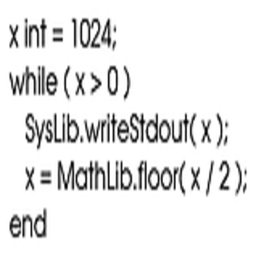 x int = 1024;
while ( x > 0 )
SysLib.writeStdout( x );
x = MathLib.floor( x / 2 );
end